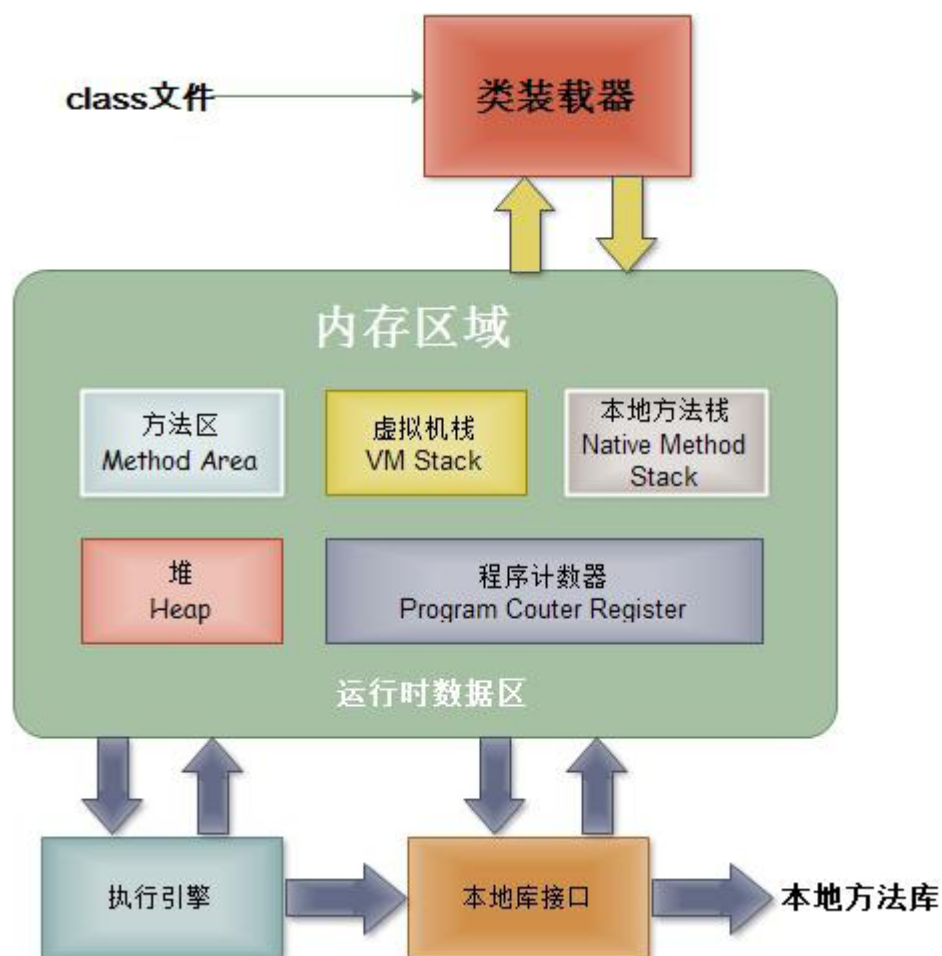 class文件
类装载器
内存区域
方法区
Method Area
虚拟机栈
VM Stack
本地方法栈
Native Method
Stack
堆
Heap
程序计数器
Program Couter Register
运行时数据区
执行引擎
本地库接口
本地方法库